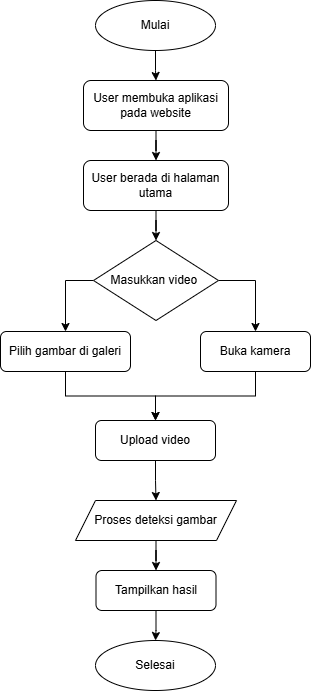 Mulai
User membuka aplikasi
pada website
User berada di halaman
utama
Masukkan video
Pilih gambar di galeri
Buka kamera
Upload video
Proses deteksi gambar
Tampilkan hasil
Selesai